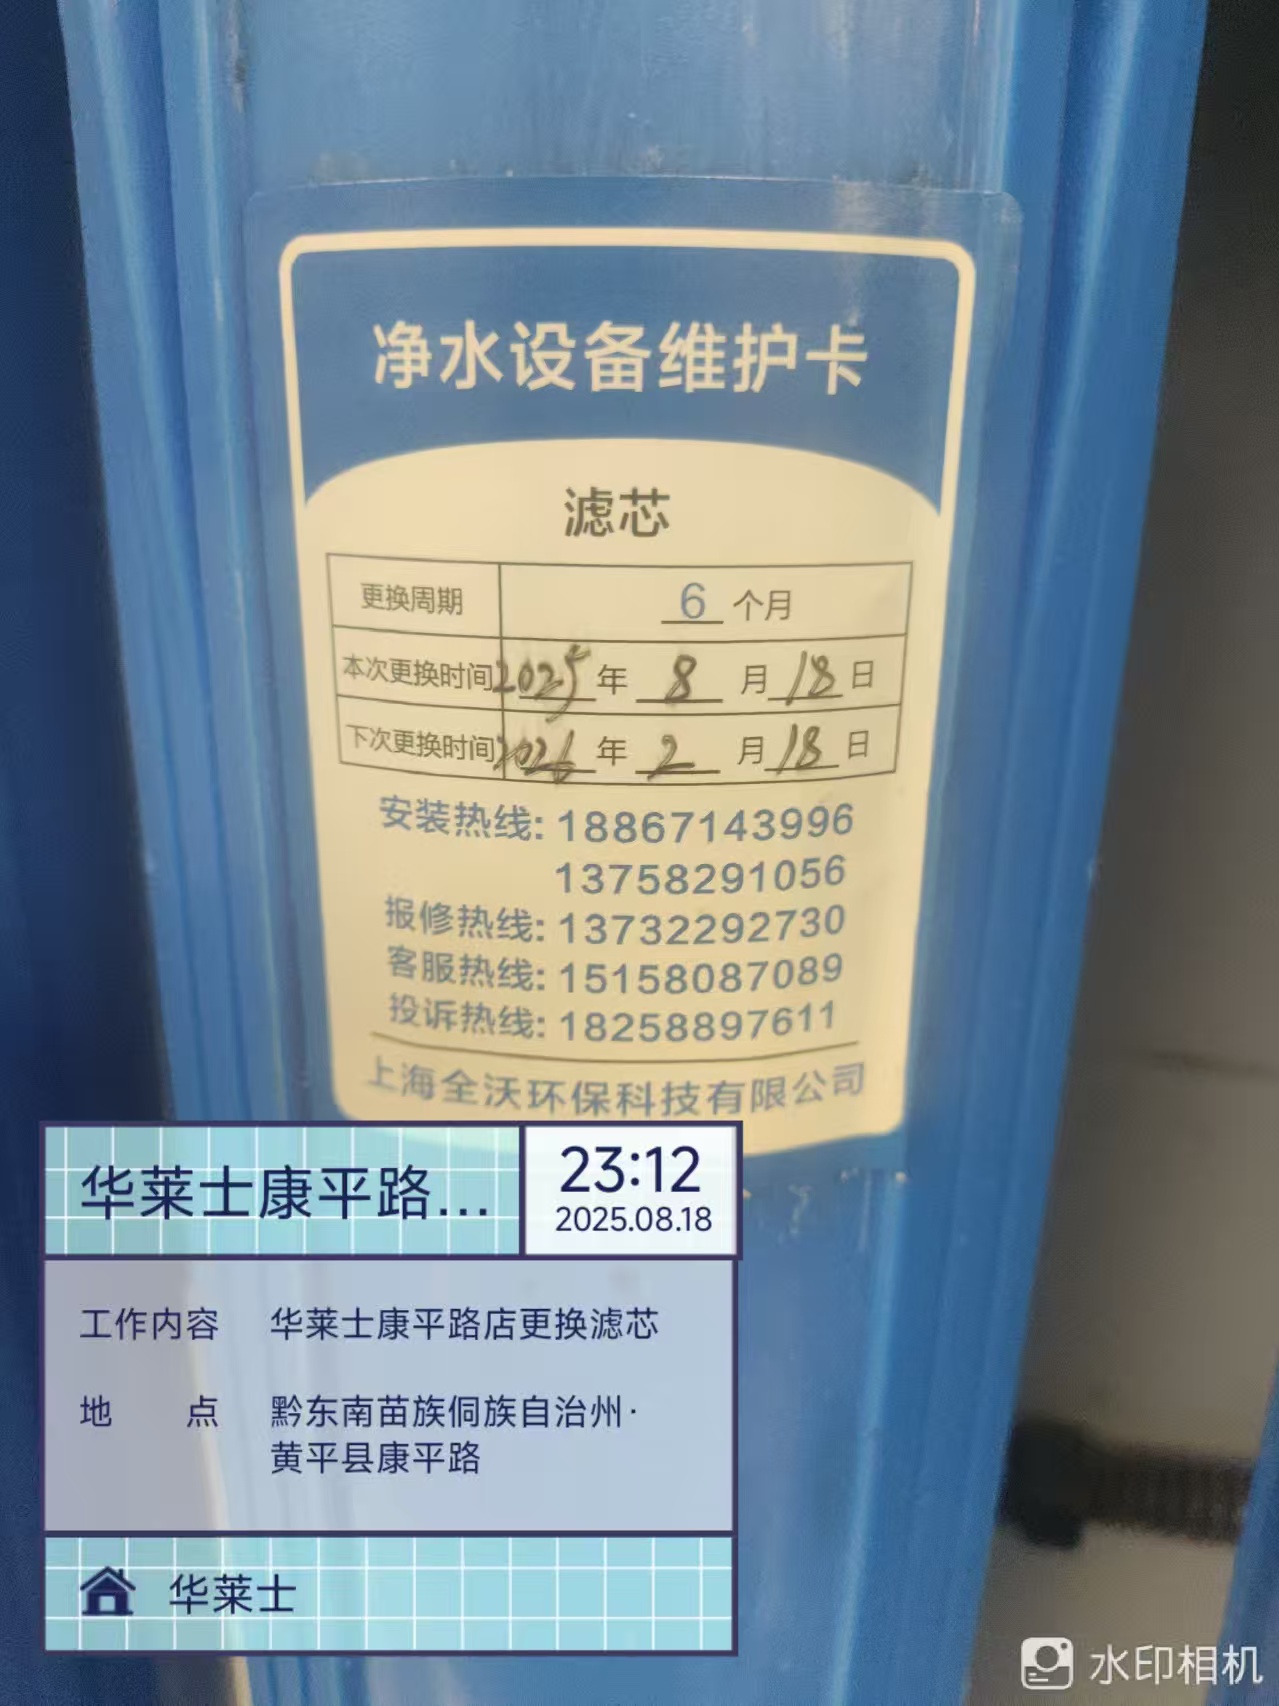 净水设备维护卡
滤芯
更换周期 6 个月
本次更换时间 2025 年 8 月 18 日
下次更换时间 2026 年 2 月 18 日
安装热线: 18867143996
13758291056
报修热线: 13732292730
客服热线: 15158087089
投诉热线: 18258897611
上海全沃环保科技有限公司
华莱士康平路...
23:12
2025.08.18
工作内容 华莱士康平路店更换滤芯
地 点 黔东南苗族侗族自治州·
黄平县康平路
华莱士
水印相机